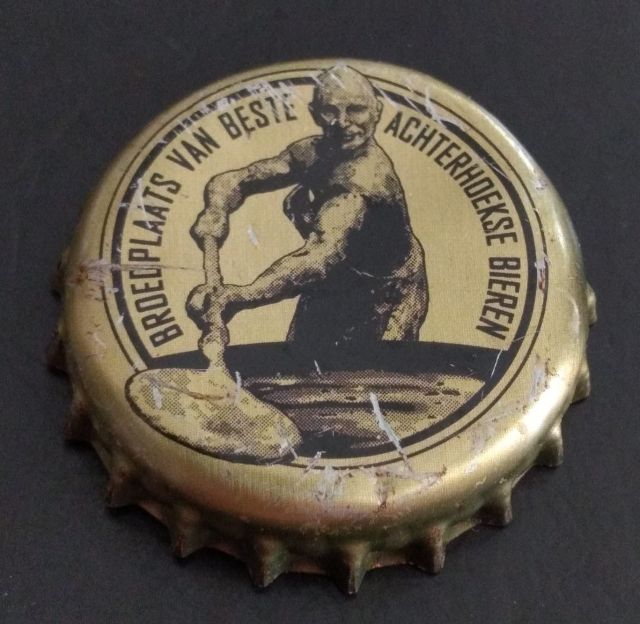 BROEDPLAATS VAN BESTE
ACHTERHOEKSE BIEREN